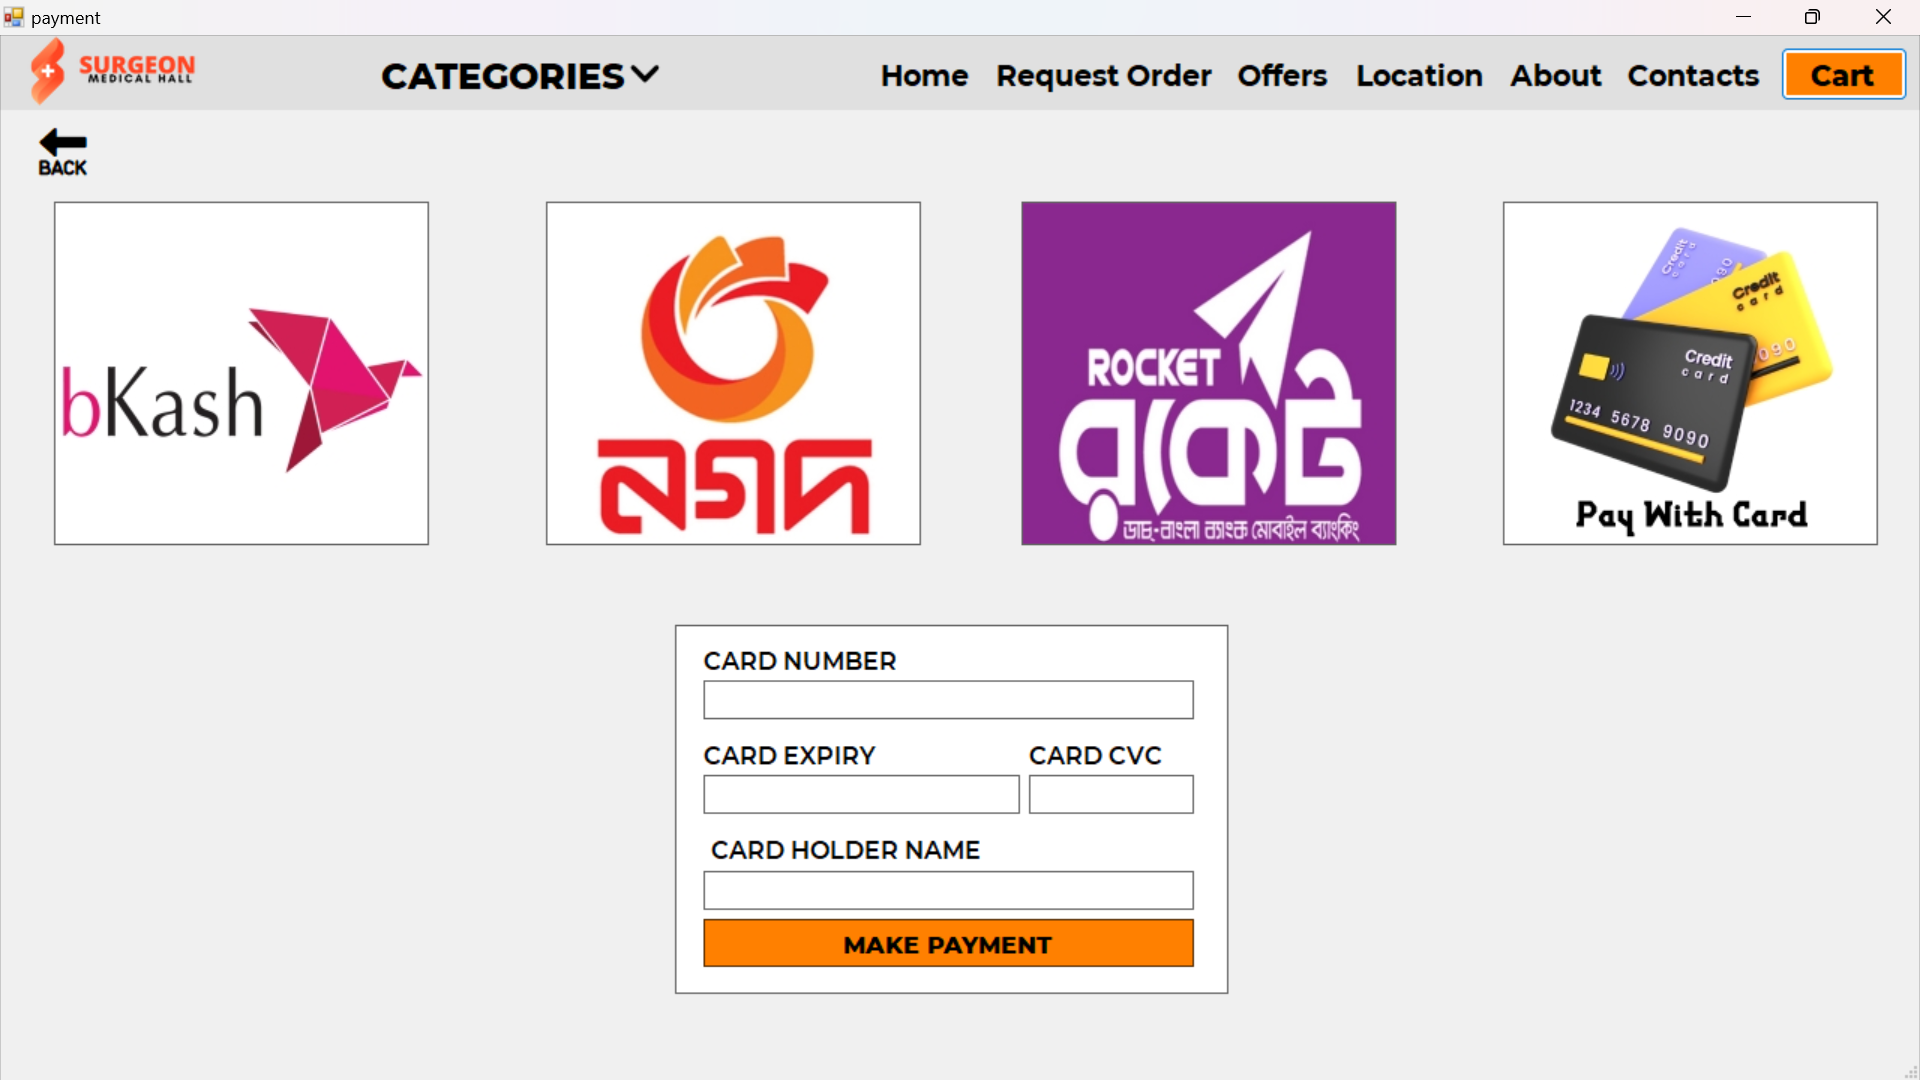 payment
SURGEON
MEDICAL HALL
CATEGORIES
Home Request Order Offers Location About Contacts Cart
BACK
bKash
নগদ
ROCKET
রকেট
ডাচ্-বাংলা ব্যাংক মোবাইল ব্যাংকিং
Credit
card
090
Credit
card
090
Credit
card
1234 5678 9090
Pay With Card
CARD NUMBER
CARD EXPIRY CARD CVC
CARD HOLDER NAME
MAKE PAYMENT